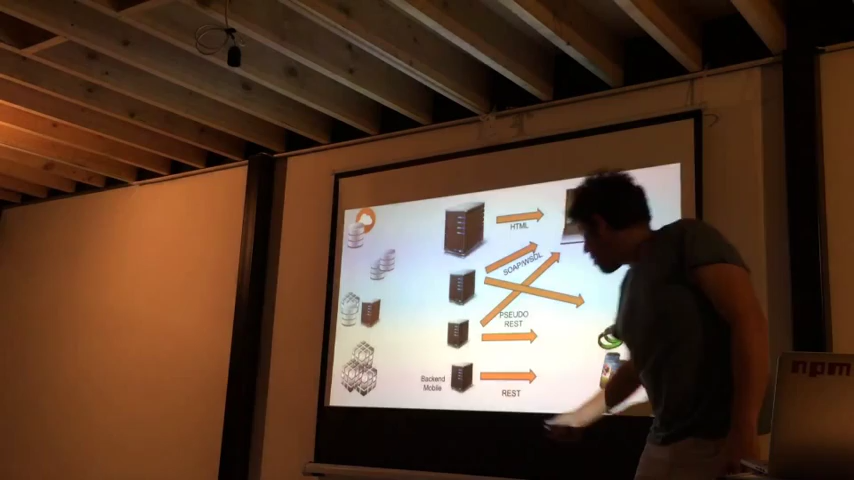 HTML
SOAP/WSDL
PSEUDO
REST
Backend
Mobile
REST
npm